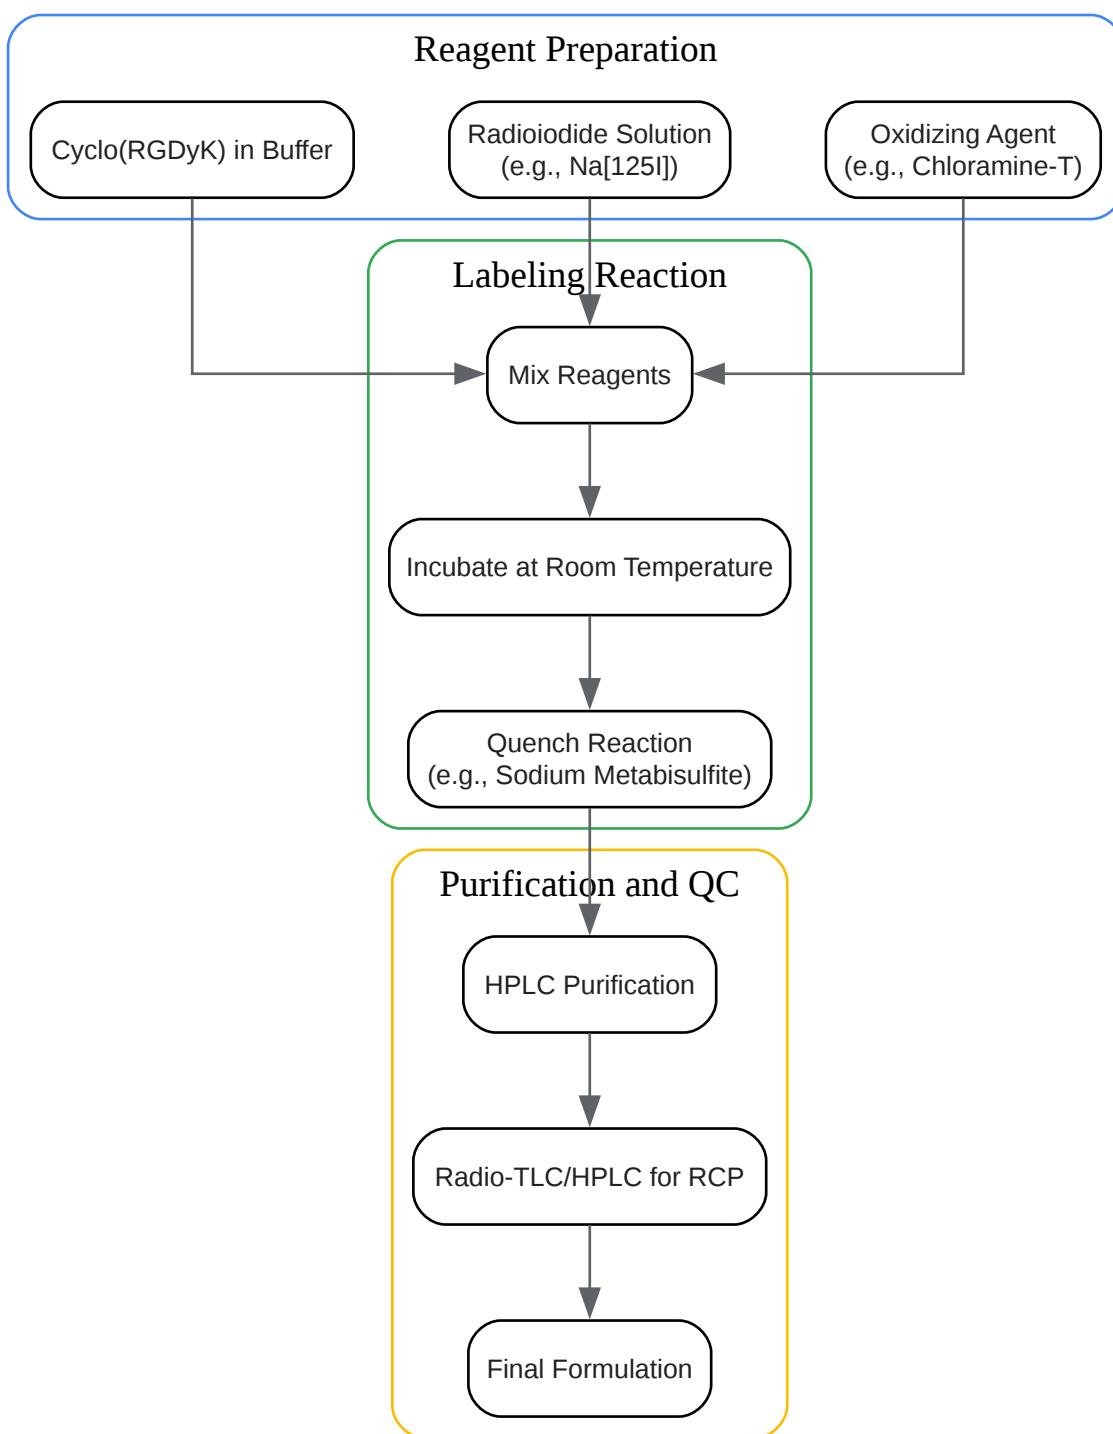 Reagent Preparation
Cyclo(RGDyK) in Buffer
Radioiodide Solution
(e.g., Na[125I])
Oxidizing Agent
(e.g., Chloramine-T)
Labeling Reaction
Mix Reagents
Incubate at Room Temperature
Quench Reaction
(e.g., Sodium Metabisulfite)
Purification and QC
HPLC Purification
Radio-TLC/HPLC for RCP
Final Formulation